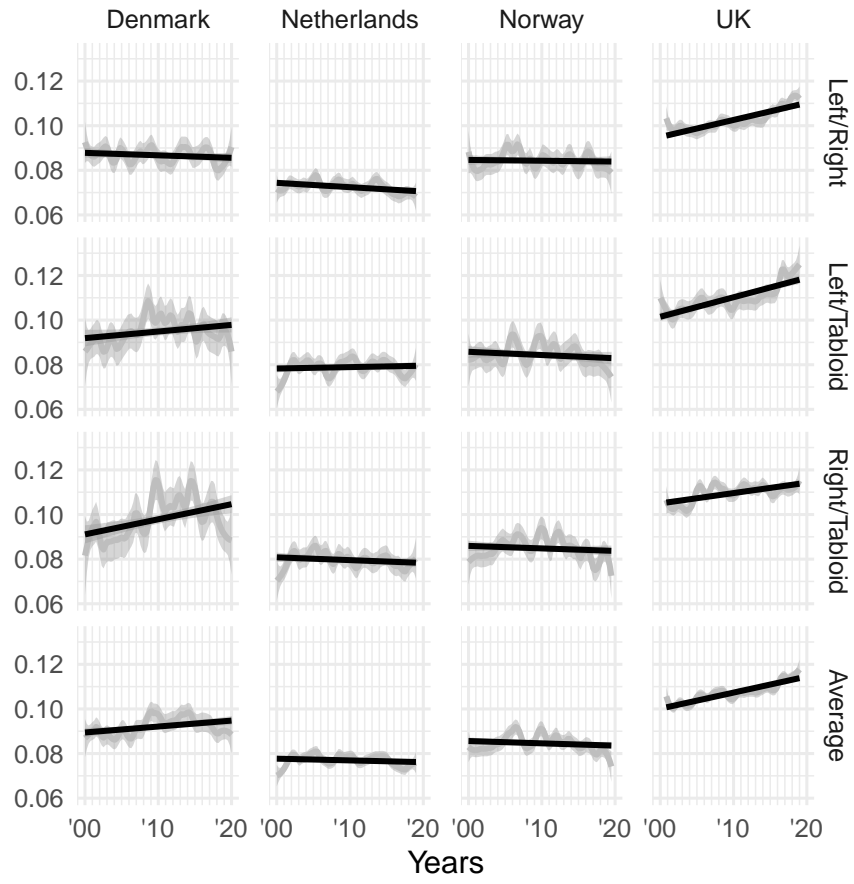 Denmark Netherlands Norway UK
0.12
0.10
0.08
0.06
Left/Right
0.12
0.10
0.08
0.06
Left/Tabloid
0.12
0.10
0.08
0.06
Right/Tabloid
0.12
0.10
0.08
0.06
Average
'00 '10 '20 '00 '10 '20 '00 '10 '20 '00 '10 '20
Years